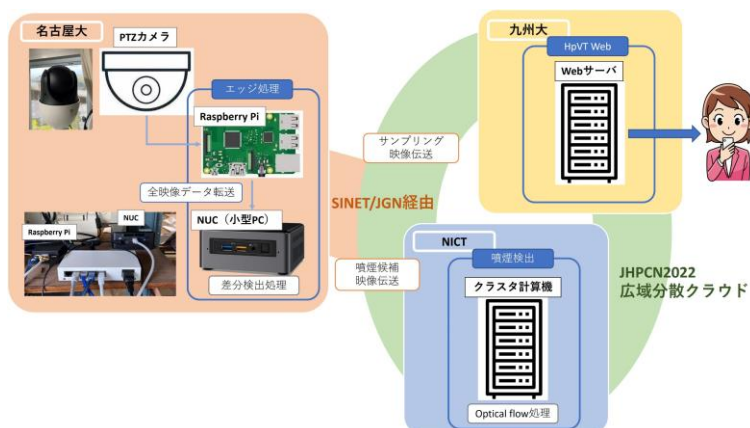 名古屋大
PTZカメラ
エッジ処理
Raspberry Pi
全映像データ転送
NUC（小型PC）
差分検出処理
Raspberry Pi
NUC
サンプリング
映像伝送
SINET/JGN経由
噴煙候補
映像伝送
九州大
HpVT Web
Webサーバ
NICT
噴煙検出
クラスタ計算機
Optical flow処理
JHPCN2022
広域分散クラウド